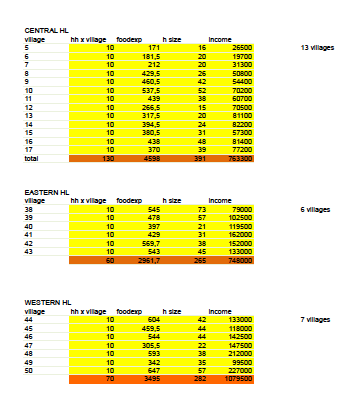 CENTRAL HL
village hh x village foodexp h size income
5 10 171 16 26500 13 villages
6 10 181,5 20 19700
7 10 212 20 31300
8 10 429,5 26 50800
9 10 460,5 42 54400
10 10 537,5 52 70200
11 10 439 38 60700
12 10 266,5 15 70500
13 10 317,5 20 81100
14 10 394,5 24 82200
15 10 380,5 31 57300
16 10 438 48 81400
17 10 370 39 77200
total 130 4598 391 763300
EASTERN HL
village hh x village foodexp h size income
38 10 545 73 79000 6 villages
39 10 478 57 102500
40 10 397 21 119500
41 10 429 31 162000
42 10 569,7 38 152000
43 10 543 45 133000
60 2961,7 265 748000
WESTERN HL
village hh x village foodexp h size income
44 10 604 42 133000 7 villages
45 10 459,5 44 118000
46 10 544 44 142500
47 10 305,5 22 147500
48 10 593 38 212000
49 10 342 35 99500
50 10 647 57 227000
70 3495 282 1079500